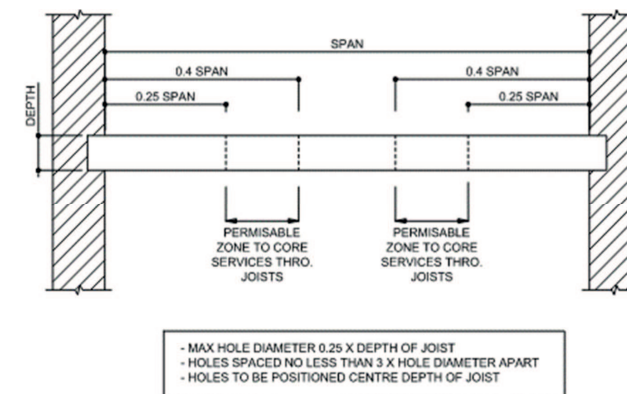 SPAN
0.4 SPAN
0.4 SPAN
0.25 SPAN
0.25 SPAN
DEPTH
PERMISABLE
ZONE TO CORE
SERVICES THRO.
JOISTS
PERMISABLE
ZONE TO CORE
SERVICES THRO.
JOISTS
- MAX HOLE DIAMETER 0.25 X DEPTH OF JOIST
- HOLES SPACED NO LESS THAN 3 X HOLE DIAMETER APART
- HOLES TO BE POSITIONED CENTRE DEPTH OF JOIST